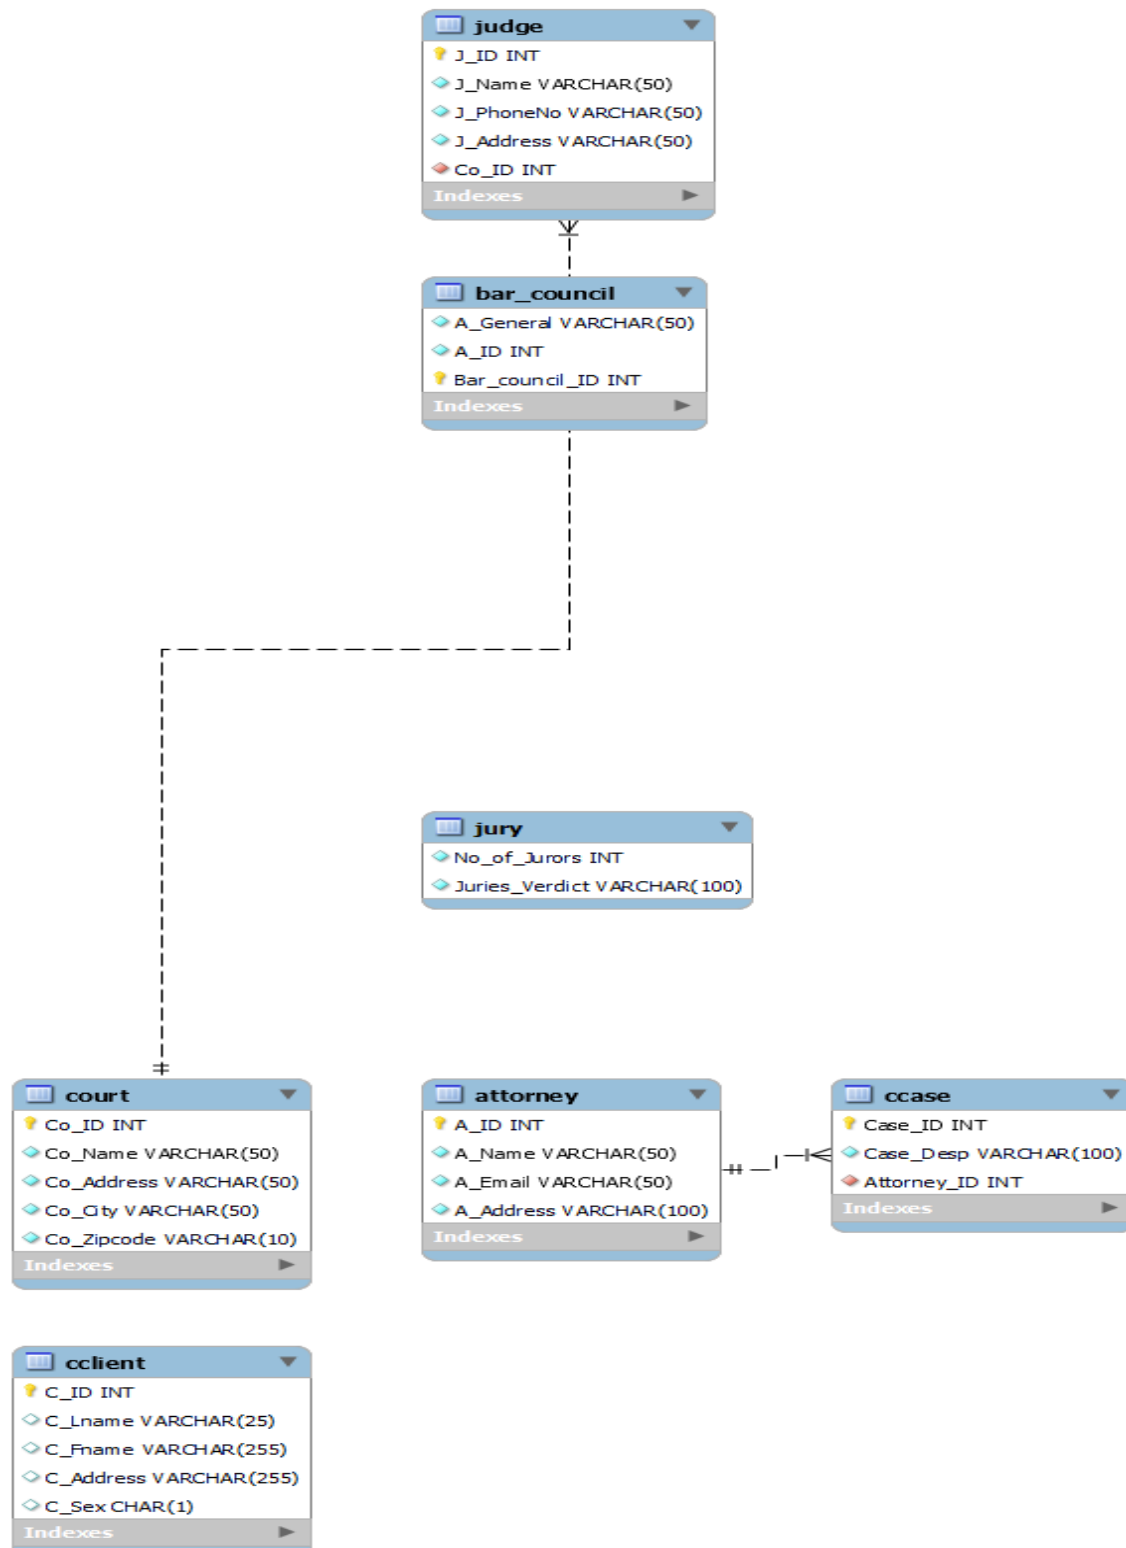 judge
J_ID INT
J_Name VARCHAR(50)
J_PhoneNo VARCHAR(50)
J_Address VARCHAR(50)
Co_ID INT
Indexes
bar_council
A_General VARCHAR(50)
A_ID INT
Bar_council_ID INT
Indexes
jury
No_of_Jurors INT
Juries_Verdict VARCHAR(100)
court
Co_ID INT
Co_Name VARCHAR(50)
Co_Address VARCHAR(50)
Co_City VARCHAR(50)
Co_Zipcode VARCHAR(10)
Indexes
attorney
A_ID INT
A_Name VARCHAR(50)
A_Email VARCHAR(50)
A_Address VARCHAR(100)
Indexes
ccase
Case_ID INT
Case_Desp VARCHAR(100)
Attorney_ID INT
Indexes
cclient
C_ID INT
C_Lname VARCHAR(25)
C_Fname VARCHAR(255)
C_Address VARCHAR(255)
C_Sex CHAR(1)
Indexes